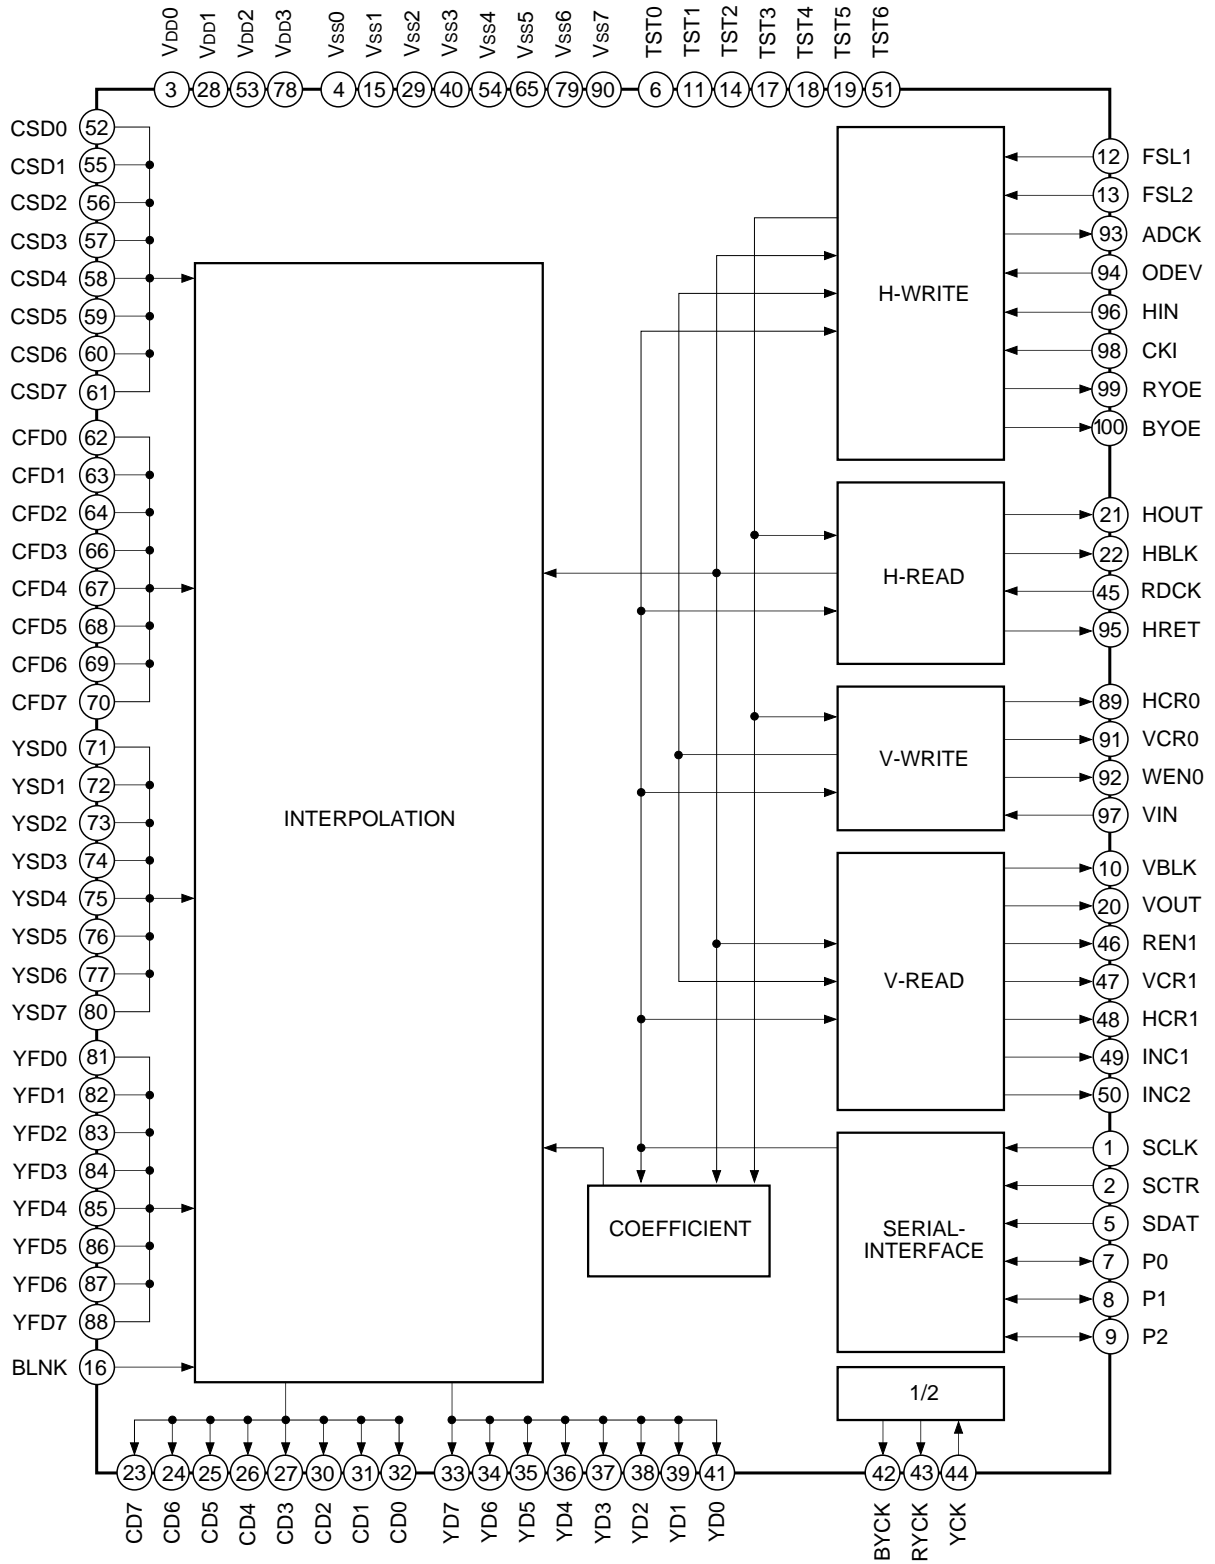 VDD0 VDD1 VDD2 VDD3 VSS0 VSS1 VSS2 VSS3 VSS4 VSS5 VSS6 VSS7 TST0 TST1 TST2 TST3 TST4 TST5 TST6
3 28 53 78 4 15 29 40 54 65 79 90 6 11 14 17 18 19 51
CSD0 52
CSD1 55
CSD2 56
CSD3 57
CSD4 58
CSD5 59
CSD6 60
CSD7 61
CFD0 62
CFD1 63
CFD2 64
CFD3 66
CFD4 67
CFD5 68
CFD6 69
CFD7 70
YSD0 71
YSD1 72
YSD2 73
YSD3 74
YSD4 75
YSD5 76
YSD6 77
YSD7 80
YFD0 81
YFD1 82
YFD2 83
YFD3 84
YFD4 85
YFD5 86
YFD6 87
YFD7 88
BLNK 16
INTERPOLATION
COEFFICIENT
H-WRITE
12 FSL1
13 FSL2
93 ADCK
94 ODEV
96 HIN
98 CKI
99 RYOE
100 BYOE
H-READ
21 HOUT
22 HBLK
45 RDCK
95 HRET
V-WRITE
89 HCR0
91 VCR0
92 WEN0
97 VIN
V-READ
10 VBLK
20 VOUT
46 REN1
47 VCR1
48 HCR1
49 INC1
50 INC2
SERIAL-
INTERFACE
1 SCLK
2 SCTR
5 SDAT
7 P0
8 P1
9 P2
1/2
23 24 25 26 27 30 31 32 33 34 35 36 37 38 39 41 42 43 44
CD7 CD6 CD5 CD4 CD3 CD2 CD1 CD0 YD7 YD6 YD5 YD4 YD3 YD2 YD1 YD0 BYCK RYCK YCK